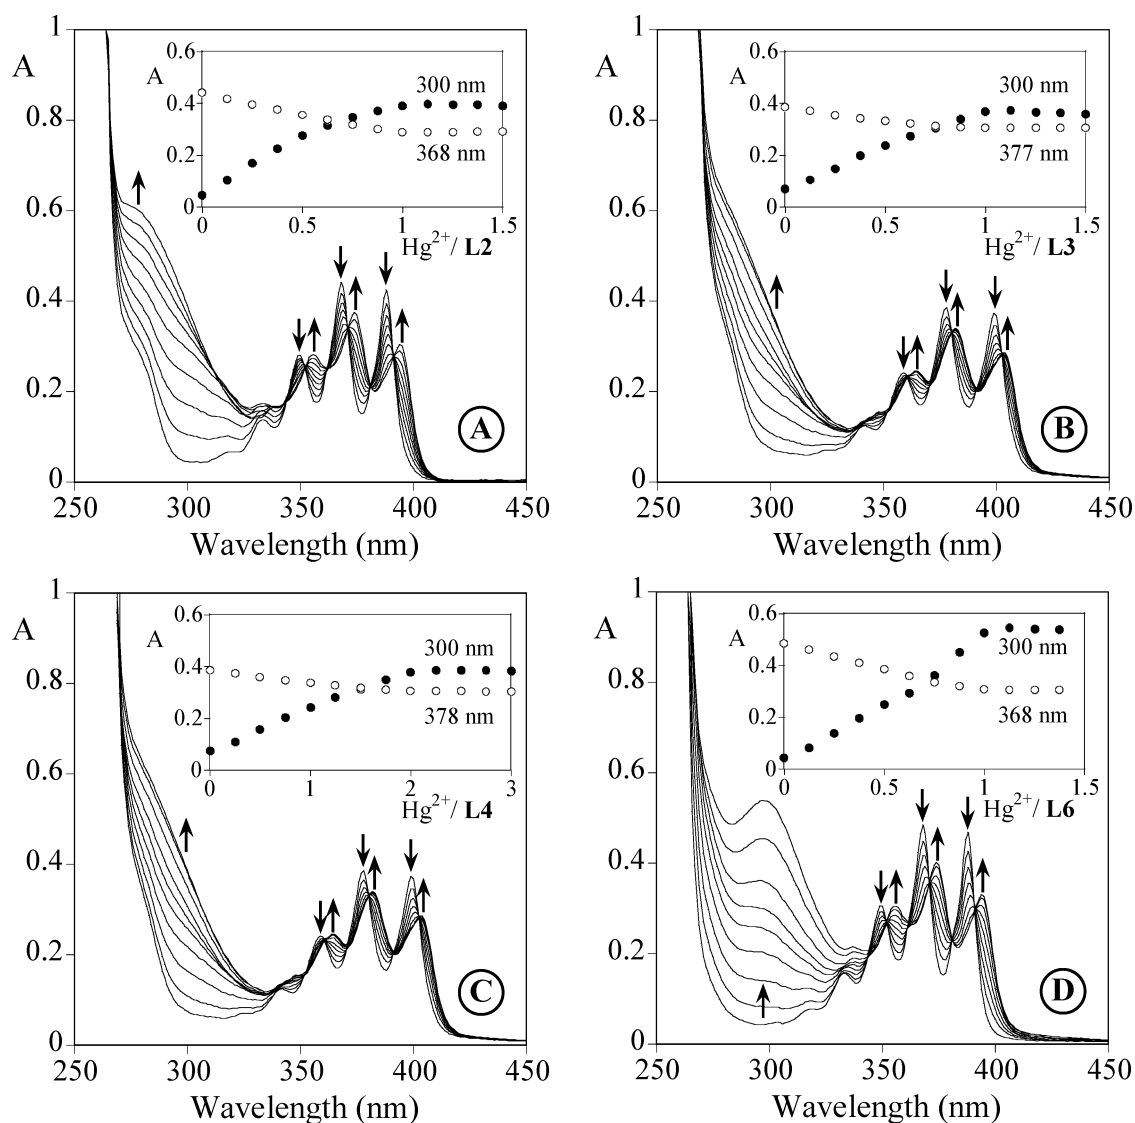 1
0.8
0.6
0.4
0.2
0
A
250 300 350 400 450
Wavelength (nm)
0.6
0.4
0.2
0
A
300 nm
368 nm
0 0.5 1 1.5
Hg²⁺/ L2
A
1
0.8
0.6
0.4
0.2
0
A
250 300 350 400 450
Wavelength (nm)
0.6
0.4
0.2
0
A
300 nm
377 nm
0 0.5 1 1.5
Hg²⁺/ L3
B
1
0.8
0.6
0.4
0.2
0
A
250 300 350 400 450
Wavelength (nm)
0.6
0.4
0.2
0
A
300 nm
378 nm
0 1 2 3
Hg²⁺/ L4
C
1
0.8
0.6
0.4
0.2
0
A
250 300 350 400 450
Wavelength (nm)
0.6
0.4
0.2
0
A
300 nm
368 nm
0 0.5 1 1.5
Hg²⁺/ L6
D